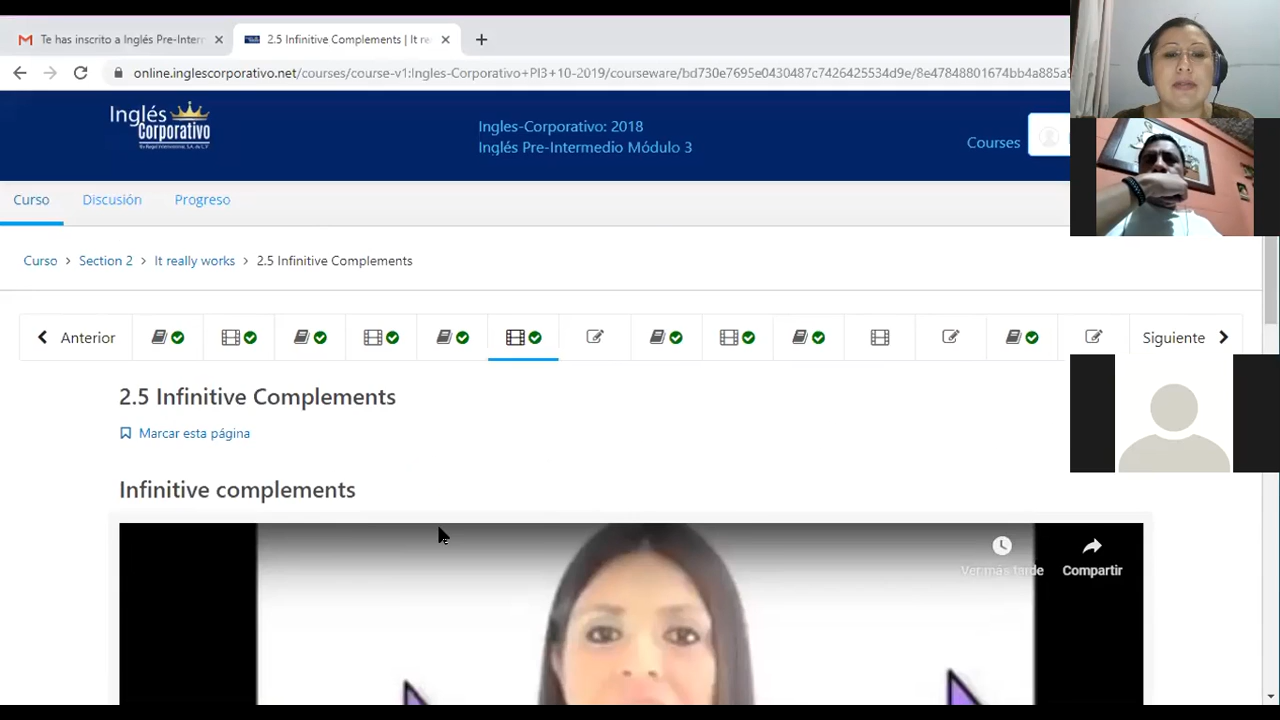 Te has inscrito a Inglés Pre-Inter
2.5 Infinitive Complements | It re
online.inglescorporativo.net/courses/course-v1:Ingles-Corporativo+PI3+10-2019/courseware/
Inglés
Corporativo
Ingles-Corporativo: 2018
Inglés Pre-Intermedio Módulo 3
Courses
Curso
Discusión
Progreso
Curso > Section 2 > It really works > 2.5 Infinitive Complements
Anterior
Siguiente
2.5 Infinitive Complements
Marcar esta página
Infinitive complements
Ver más tarde
Compartir